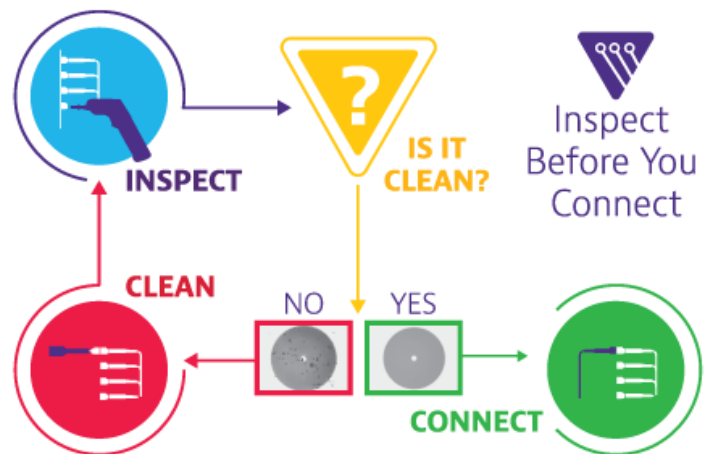 INSPECT
?
IS IT
CLEAN?
Inspect
Before You
Connect
CLEAN
NO
YES
CONNECT